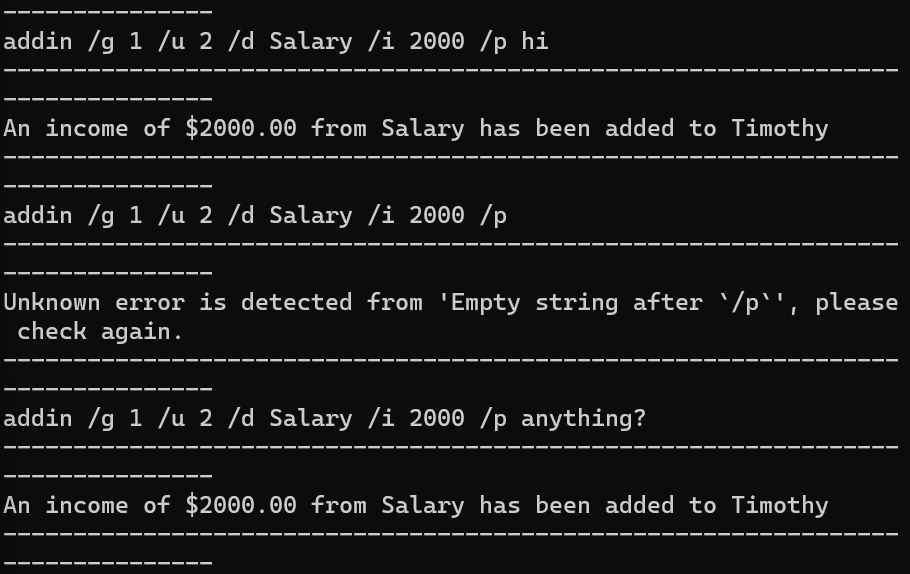 ---------------
addin /g 1 /u 2 /d Salary /i 2000 /p hi
----------------------------------------------------------------
---------------
An income of $2000.00 from Salary has been added to Timothy
----------------------------------------------------------------
---------------
addin /g 1 /u 2 /d Salary /i 2000 /p
----------------------------------------------------------------
---------------
Unknown error is detected from 'Empty string after `/p`', please
 check again.
----------------------------------------------------------------
---------------
addin /g 1 /u 2 /d Salary /i 2000 /p anything?
----------------------------------------------------------------
---------------
An income of $2000.00 from Salary has been added to Timothy
----------------------------------------------------------------
---------------